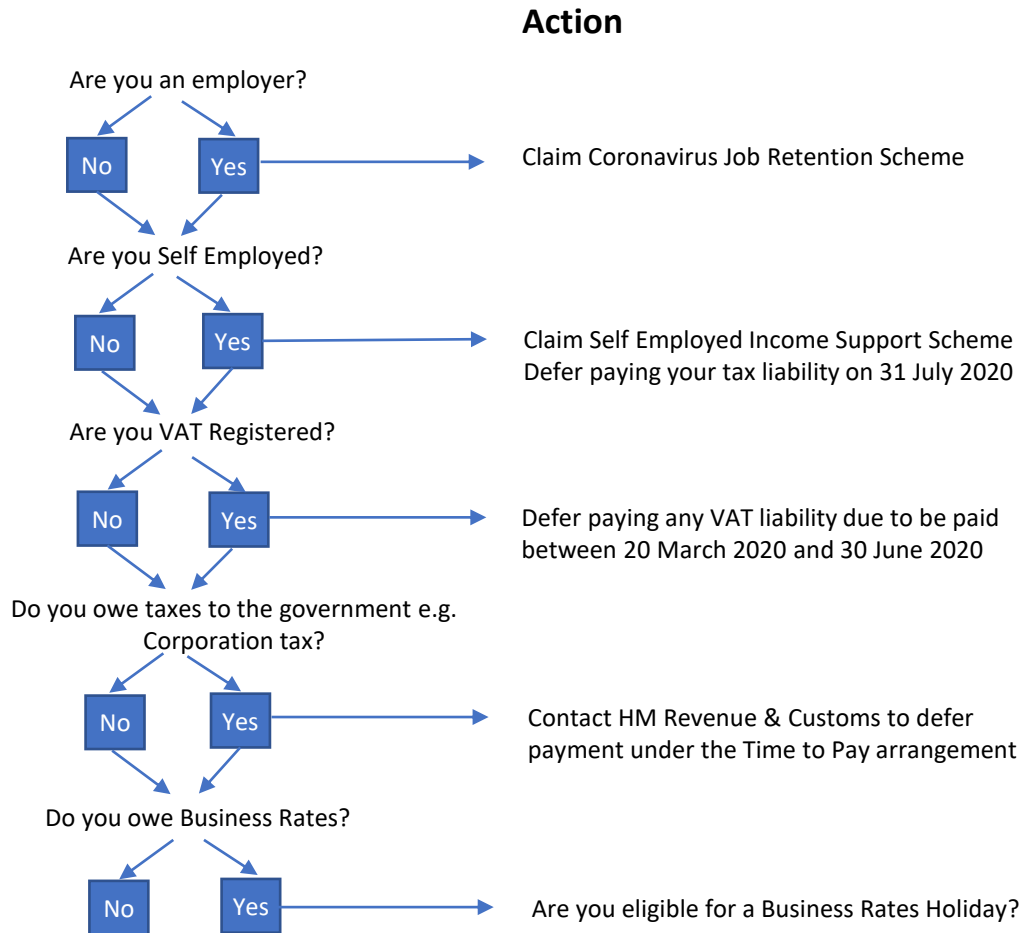 Action
Are you an employer?
No
Yes
Claim Coronavirus Job Retention Scheme
Are you Self Employed?
No
Yes
Claim Self Employed Income Support Scheme
Defer paying your tax liability on 31 July 2020
Are you VAT Registered?
No
Yes
Defer paying any VAT liability due to be paid
between 20 March 2020 and 30 June 2020
Do you owe taxes to the government e.g.
Corporation tax?
No
Yes
Contact HM Revenue & Customs to defer
payment under the Time to Pay arrangement
Do you owe Business Rates?
No
Yes
Are you eligible for a Business Rates Holiday?